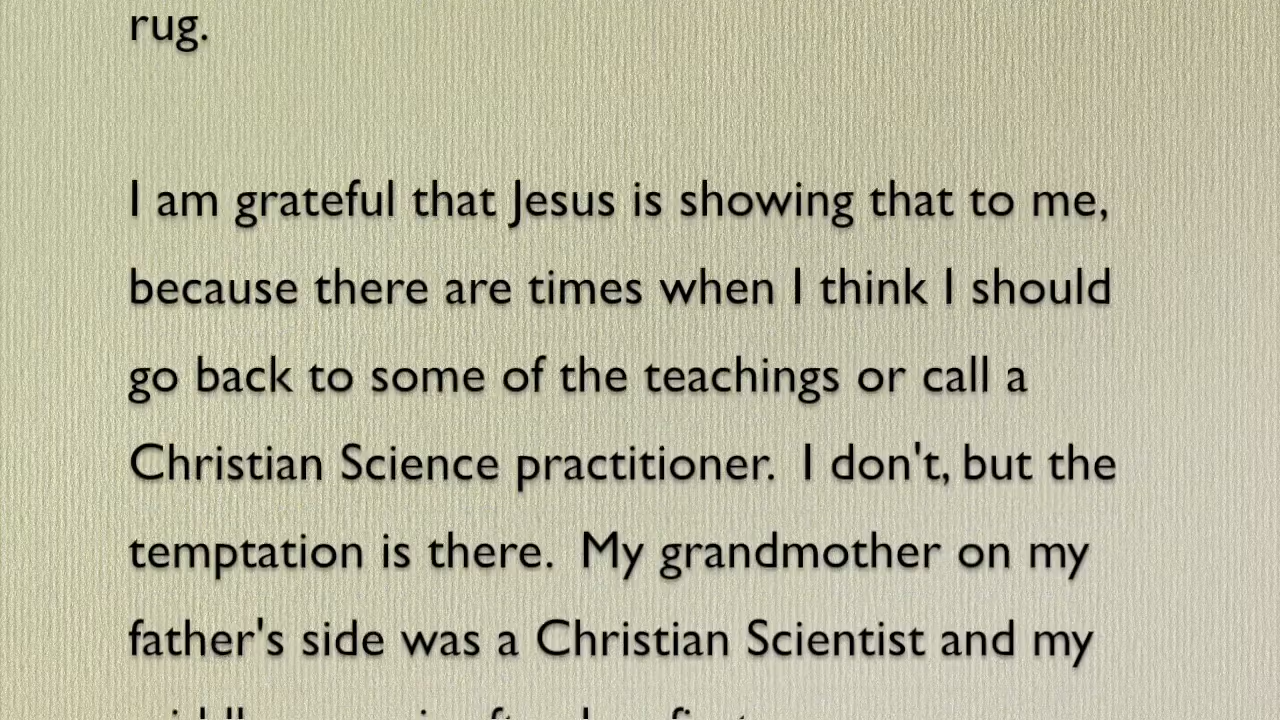 rug.
I am grateful that Jesus is showing that to me,
because there are times when I think I should
go back to some of the teachings or call a
Christian Science practitioner.  I don't, but the
temptation is there.  My grandmother on my
father's side was a Christian Scientist and my